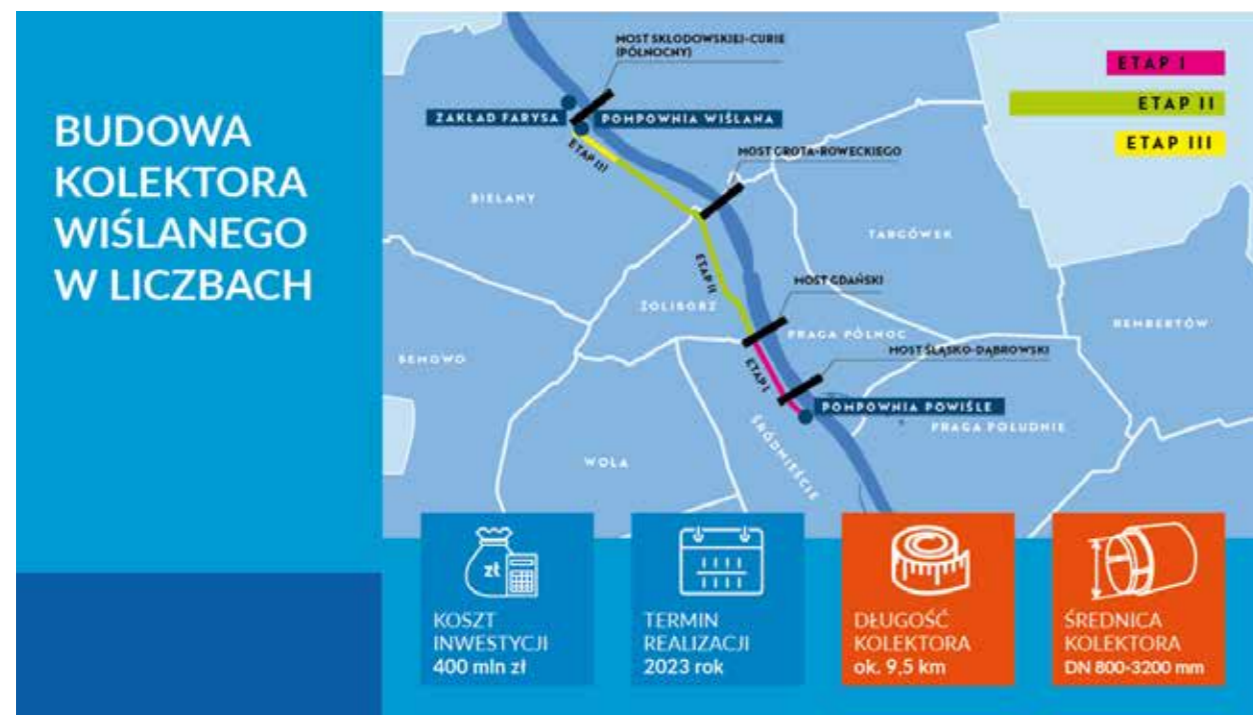 BUDOWA
KOLEKTORA
WIŚLANEGO
W LICZBACH
MOST SKŁODOWSKIEJ-CURIE
(PÓŁNOCNY)
ETAP I
ETAP II
ETAP III
ZAKŁAD FARYSA
POMPOWNIA WIŚLANA
ETAP III
MOST GROTA-ROWECKIEGO
BIELANY
TARGÓWEK
ETAP II
MOST GDAŃSKI
ŻOLIBORZ
PRAGA PÓŁNOC
REMBERTÓW
BEMOWO
MOST ŚLĄSKO-DĄBROWSKI
ETAP I
POMPOWNIA POWIŚLE
PRAGA POŁUDNIE
ŚRÓDMIEŚCIE
WOLA
zł
KOSZT
INWESTYCJI
400 mln zł
TERMIN
REALIZACJI
2023 rok
DŁUGOŚĆ
KOLEKTORA
ok. 9,5 km
ŚREDNICA
KOLEKTORA
DN 800-3200 mm